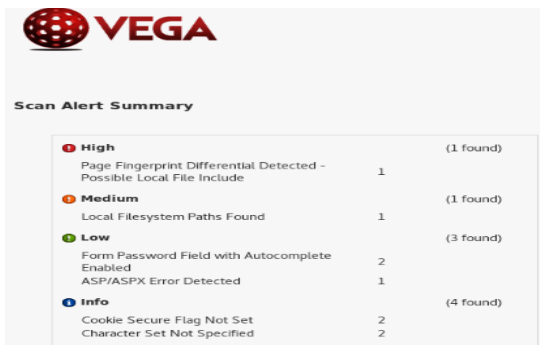 VEGA
Scan Alert Summary
High (1 found)
Page Fingerprint Differential Detected -
Possible Local File Include 1
Medium (1 found)
Local Filesystem Paths Found 1
Low (3 found)
Form Password Field with Autocomplete
Enabled 2
ASP/ASPX Error Detected 1
Info (4 found)
Cookie Secure Flag Not Set 2
Character Set Not Specified 2